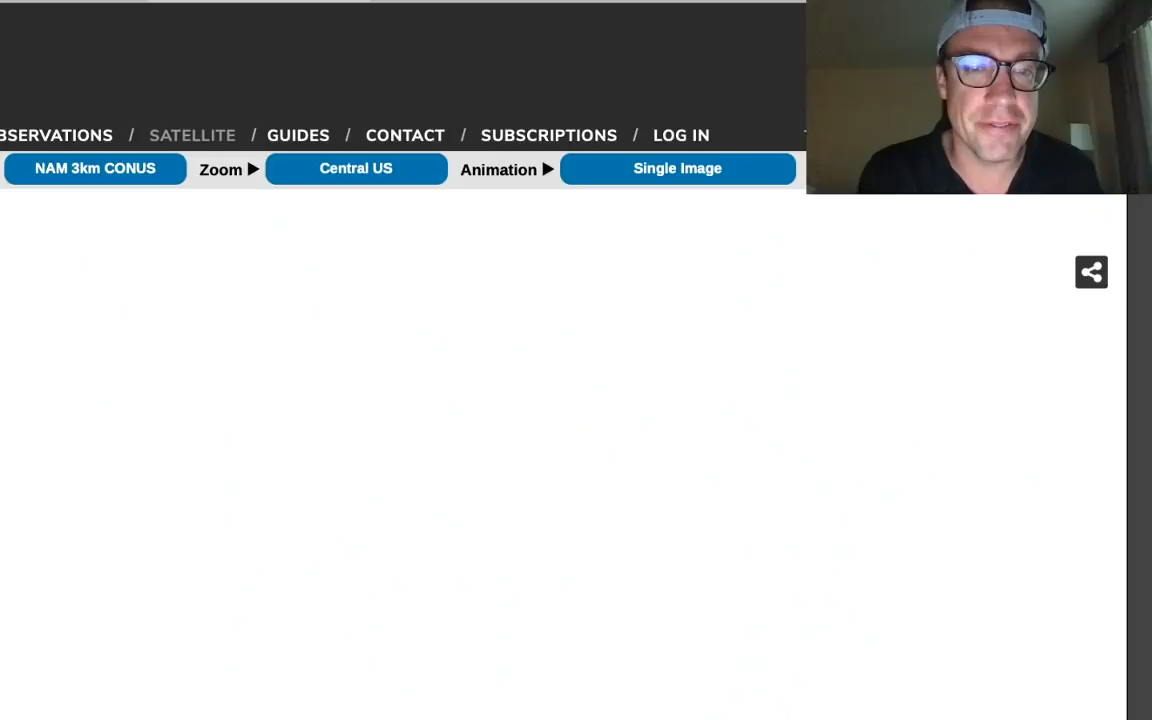 BSERVATIONS / SATELLITE / GUIDES / CONTACT / SUBSCRIPTIONS / LOG IN
NAM 3km CONUS Zoom ▶ Central US Animation ▶ Single Image